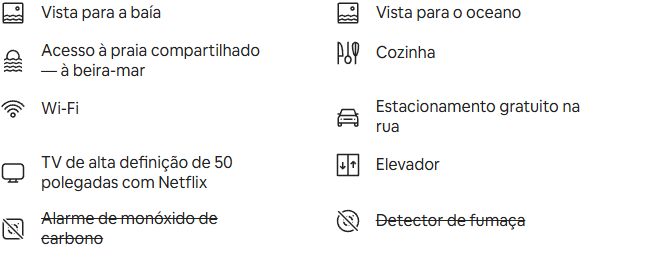 Vista para a baía
Vista para o oceano
Acesso à praia compartilhado
— à beira-mar
Cozinha
Wi-Fi
Estacionamento gratuito na
rua
TV de alta definição de 50
polegadas com Netflix
Elevador
Alarme de monóxido de
carbono
Detector de fumaça